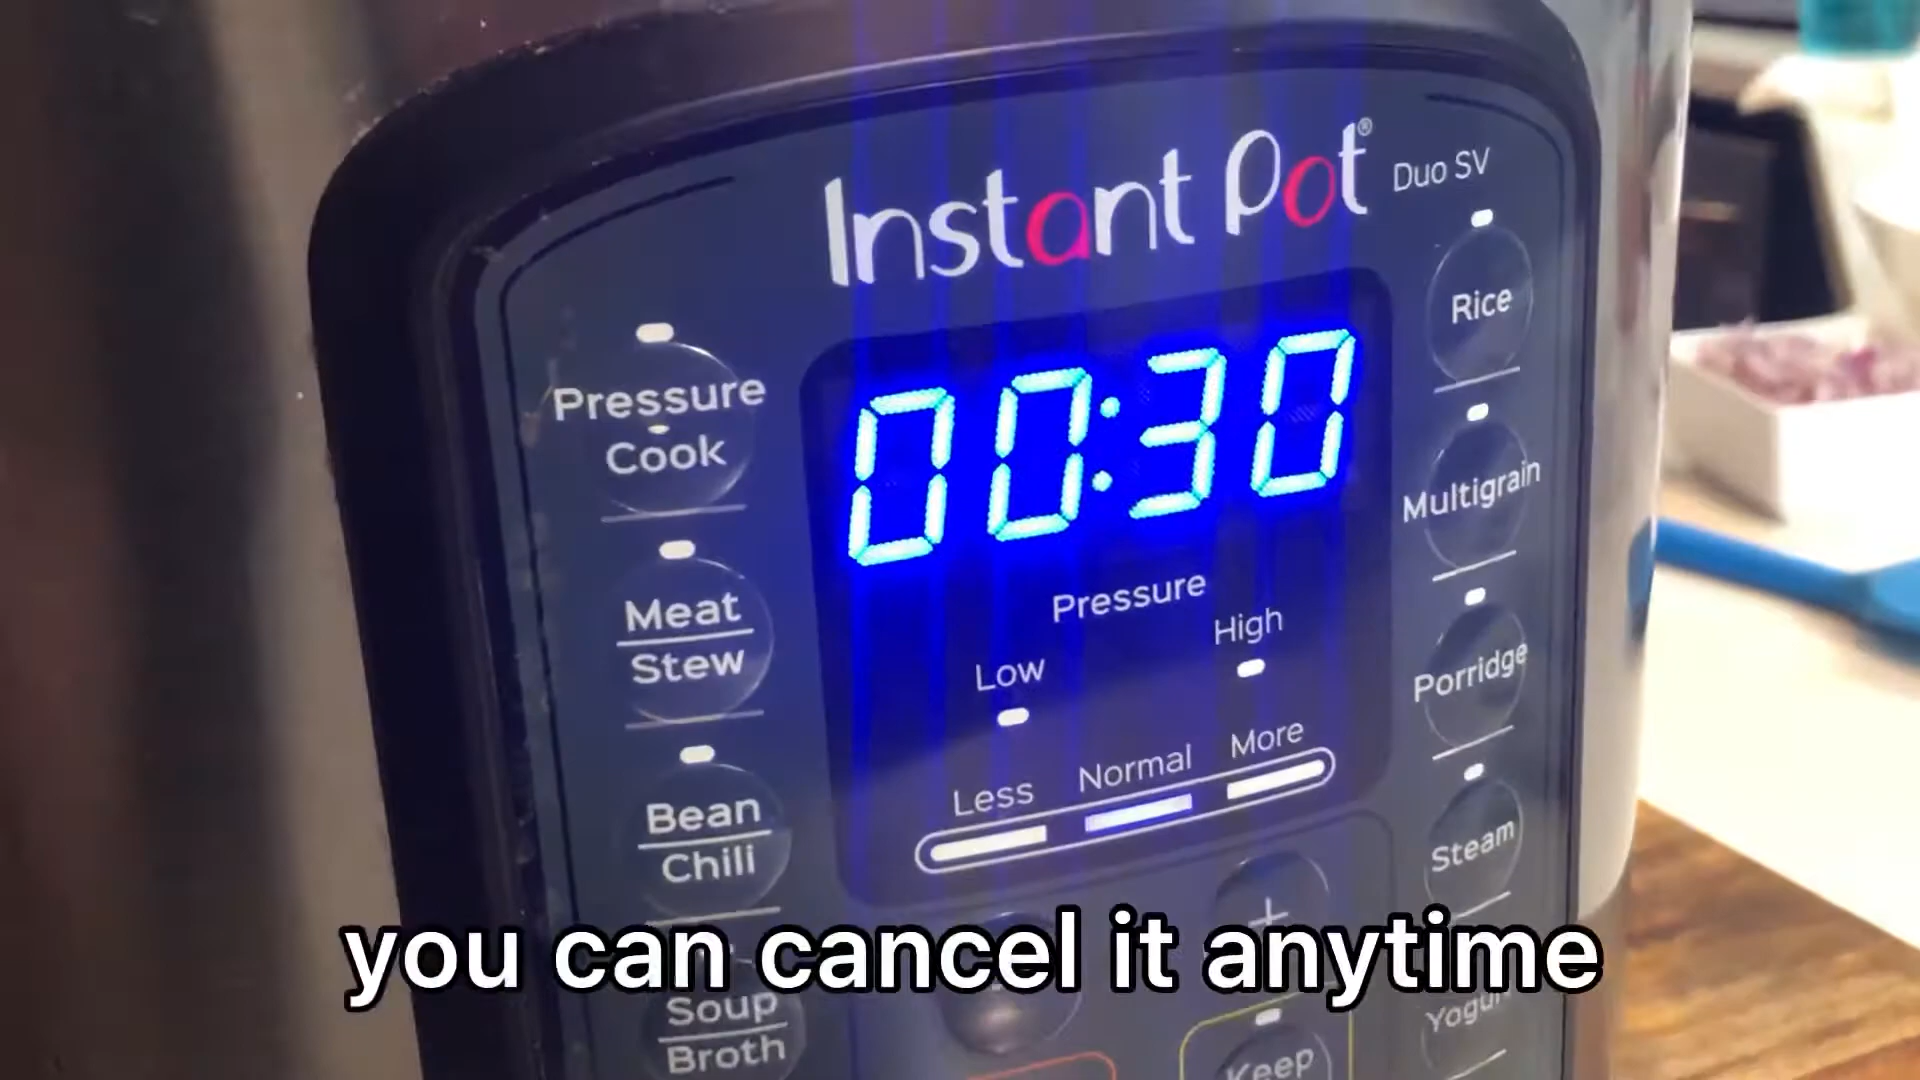 Instant Pot® Duo SV
Rice
00:30
Pressure
Cook
Multigrain
Pressure
Low
High
Meat
Stew
Porridge
Less
Normal
More
Bean
Chili
Steam
+
you can cancel it anytime
Soup
Broth
Keep